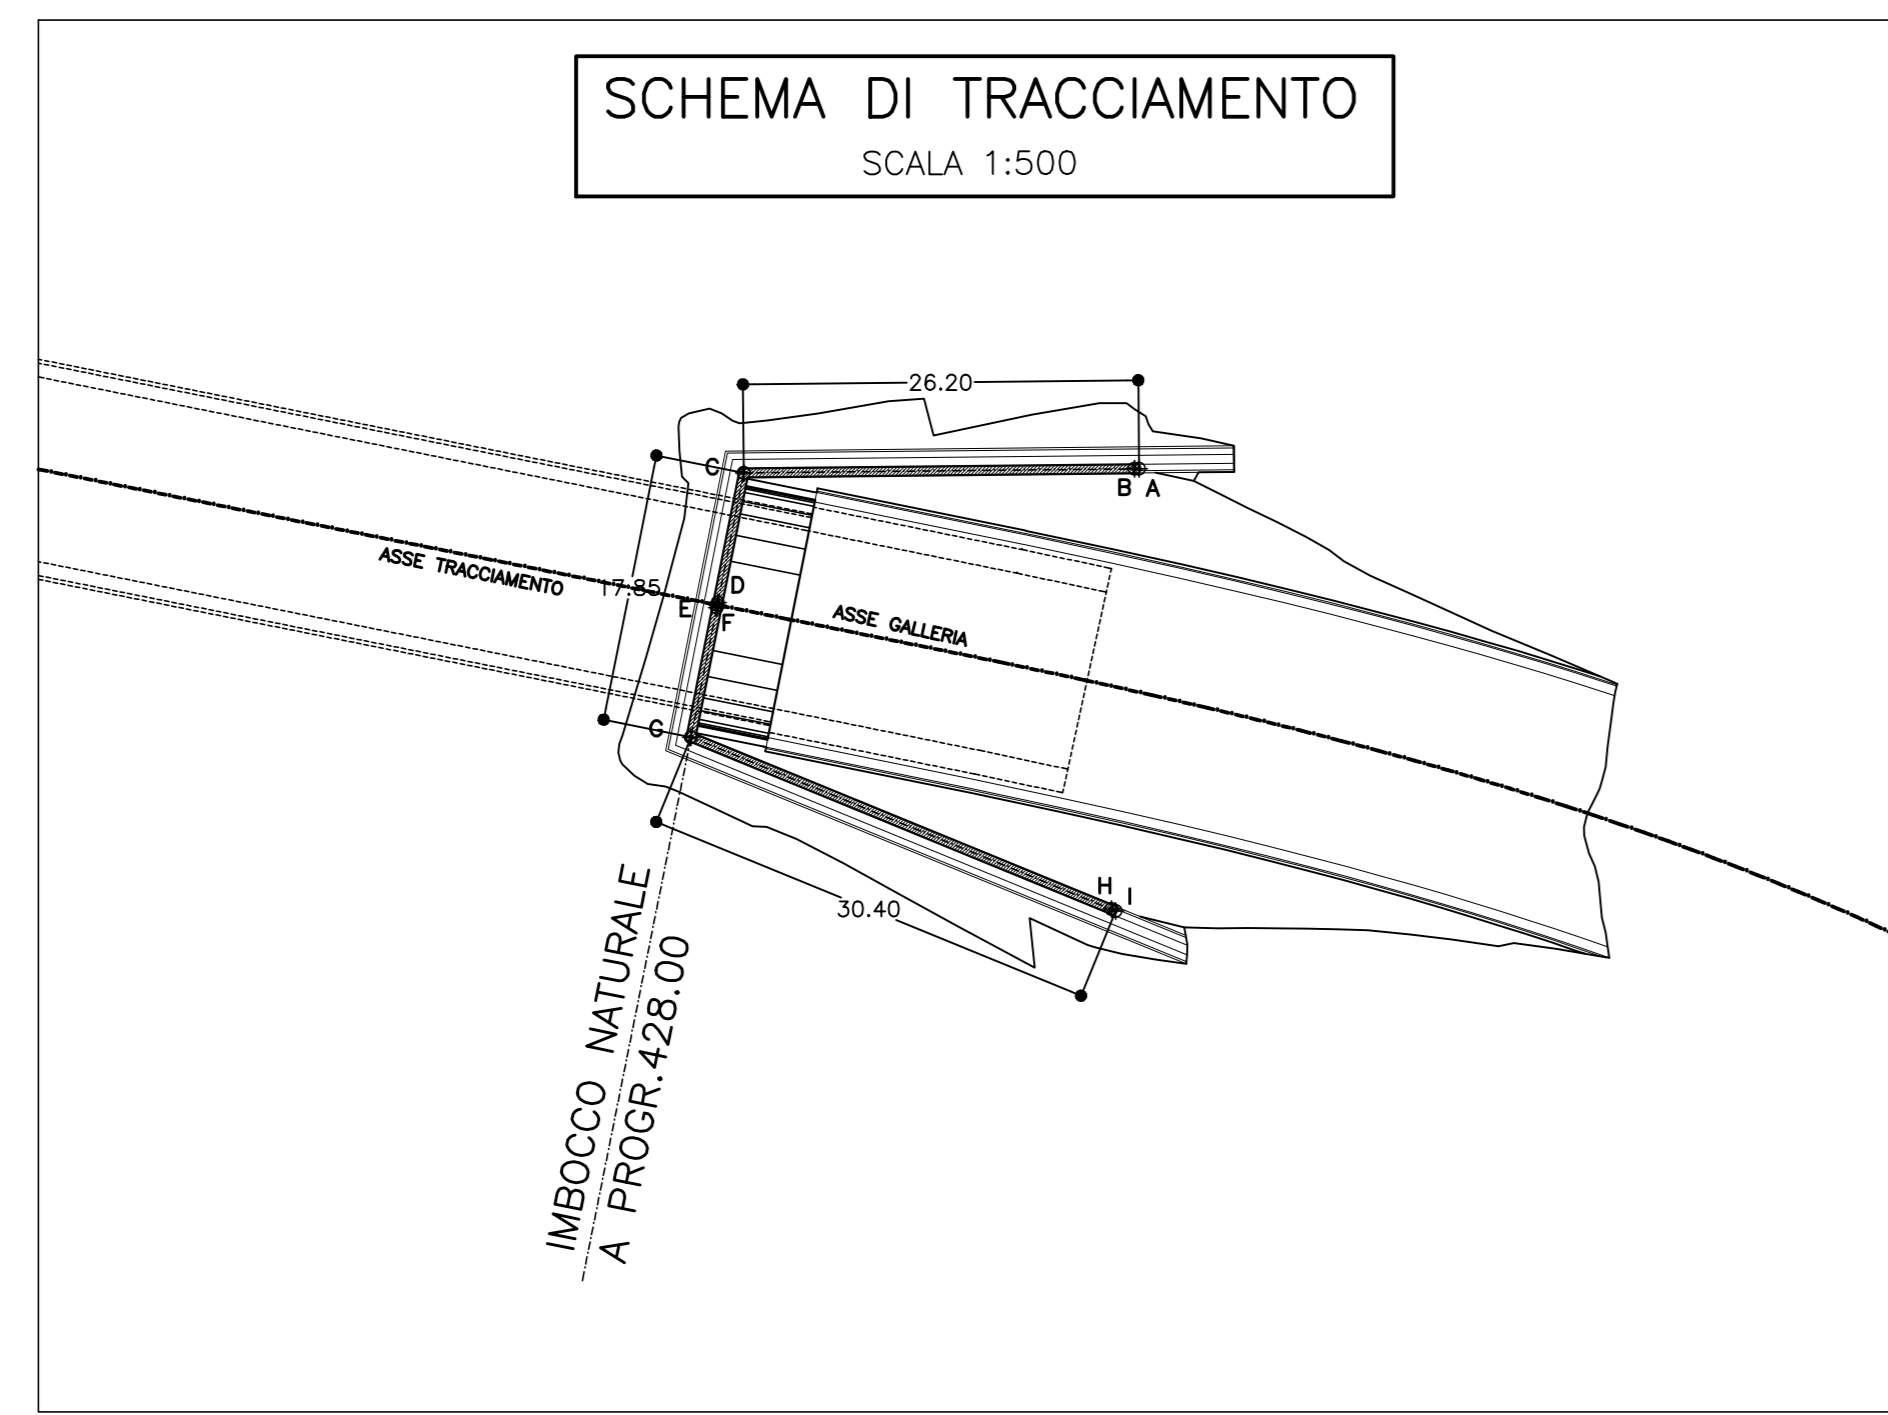 SCHEMA DI TRACCIAMENTO
SCALA 1:500
26.20
C
B A
ASSE TRACCIAMENTO
17.85
D
E
F
ASSE GALLERIA
G
H
I
30.40
IMBOCCO NATURALE
A PROGR.428.00